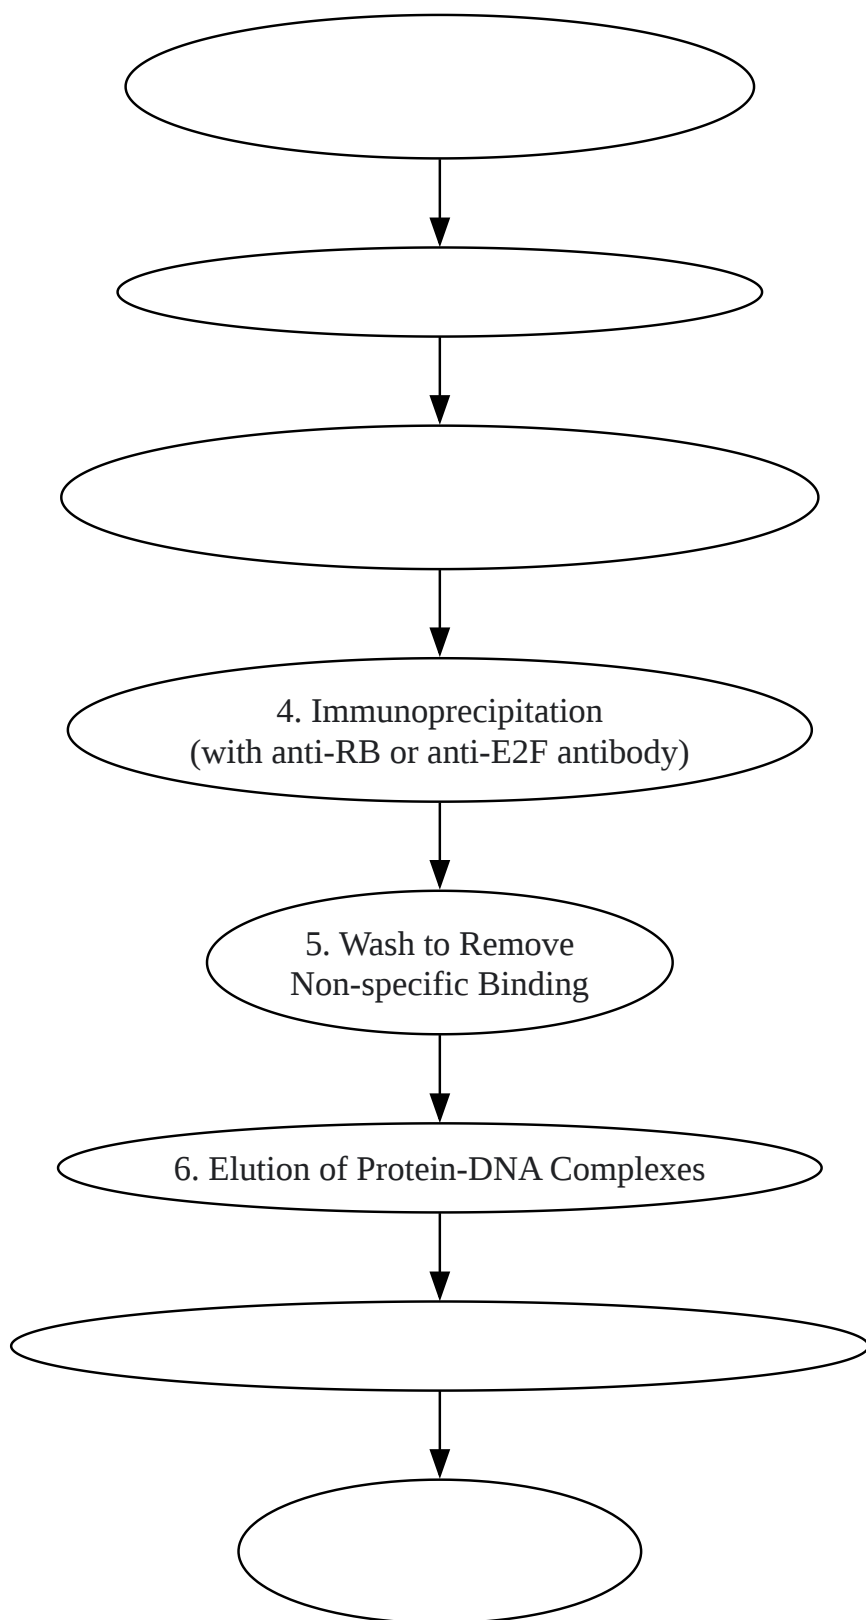 4. Immunoprecipitation
(with anti-RB or anti-E2F antibody)
5. Wash to Remove
Non-specific Binding
6. Elution of Protein-DNA Complexes